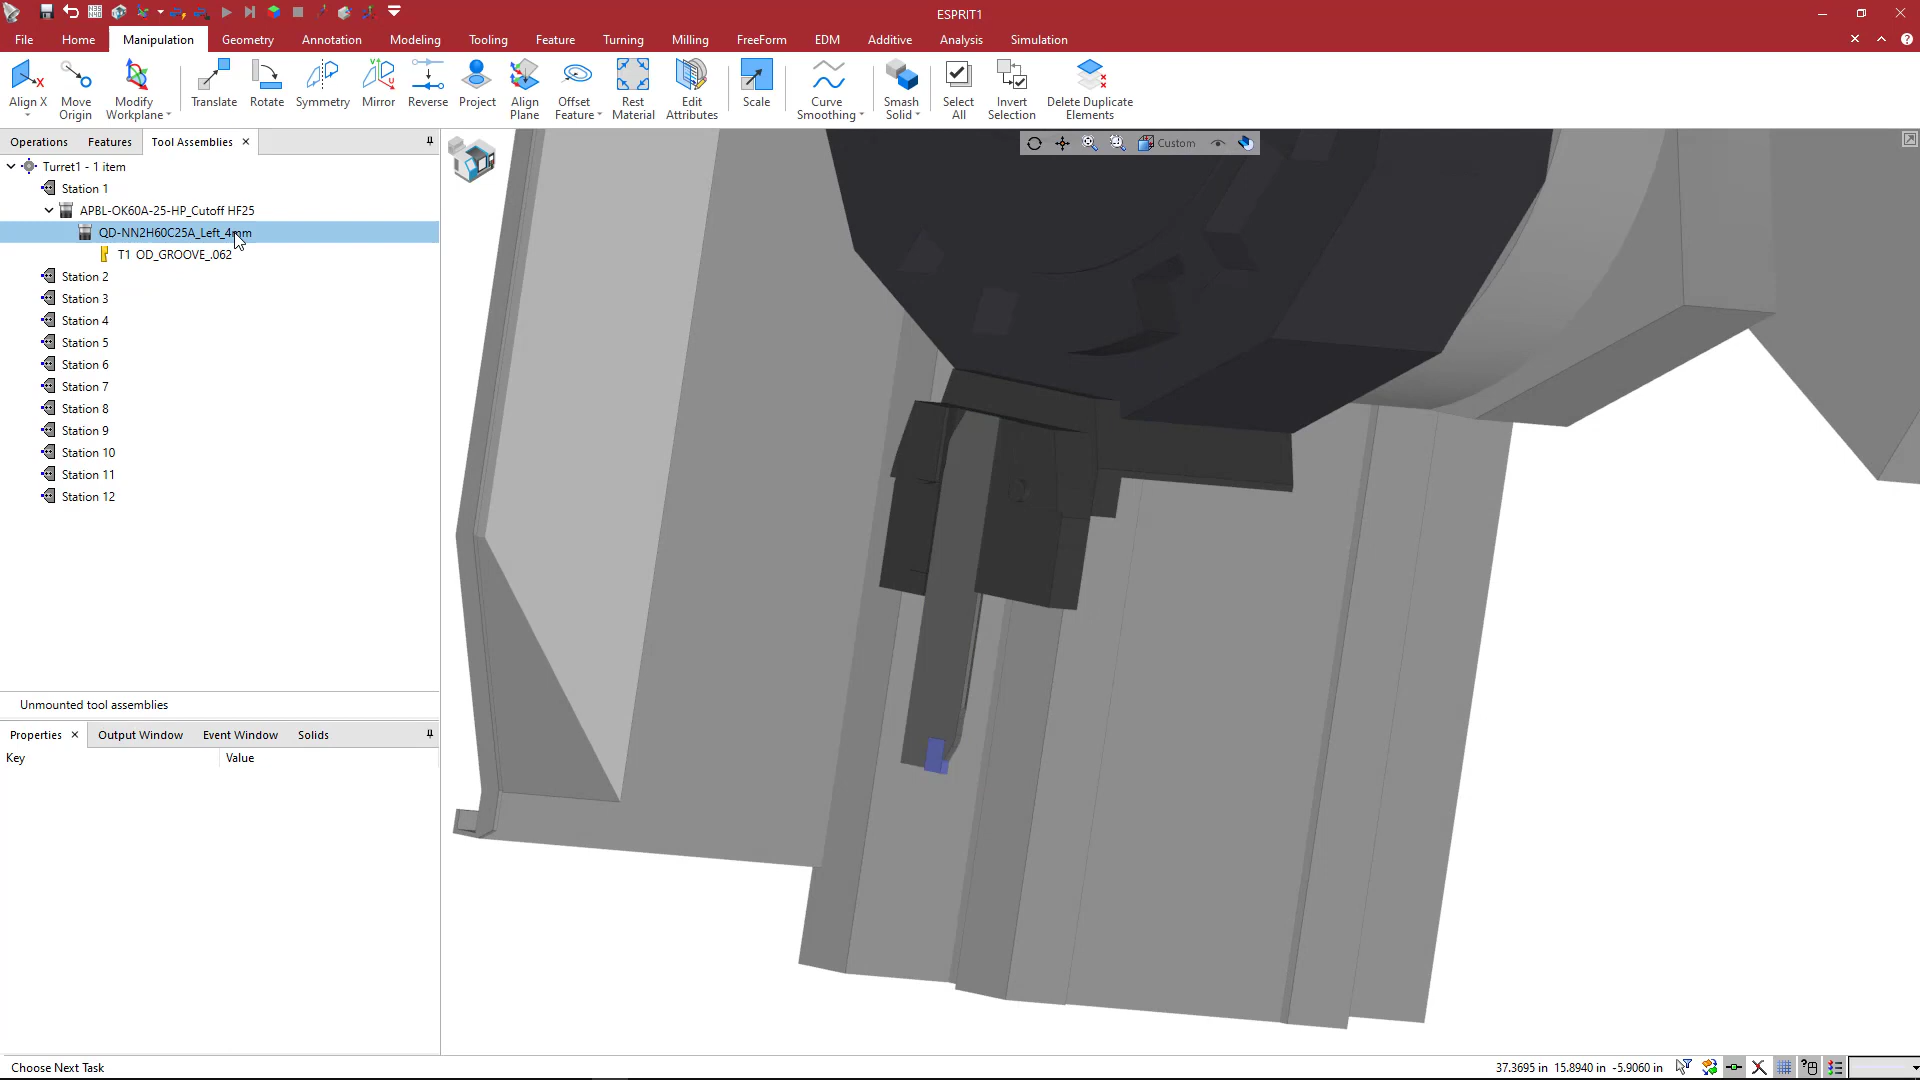 ESPRIT1
File Home Manipulation Geometry Annotation Modeling Tooling Feature Turning Milling FreeForm EDM Additive Analysis Simulation
Align X
Move Origin
Modify Workplane
Translate
Rotate
Symmetry
Mirror
Reverse
Project
Align Plane
Offset Feature
Rest Material
Edit Attributes
Scale
Curve Smoothing
Smash Solid
Select All
Invert Selection
Delete Duplicate Elements
Operations Features Tool Assemblies
Custom
Turret1 - 1 item
Station 1
APBL-OK60A-25-HP_Cutoff HF25
QD-NN2H60C25A_Left_4mm
T1 OD_GROOVE_.062
Station 2
Station 3
Station 4
Station 5
Station 6
Station 7
Station 8
Station 9
Station 10
Station 11
Station 12
Unmounted tool assemblies
Properties Output Window Event Window Solids
Key Value
Choose Next Task
37.3695 in 15.8940 in -5.9060 in